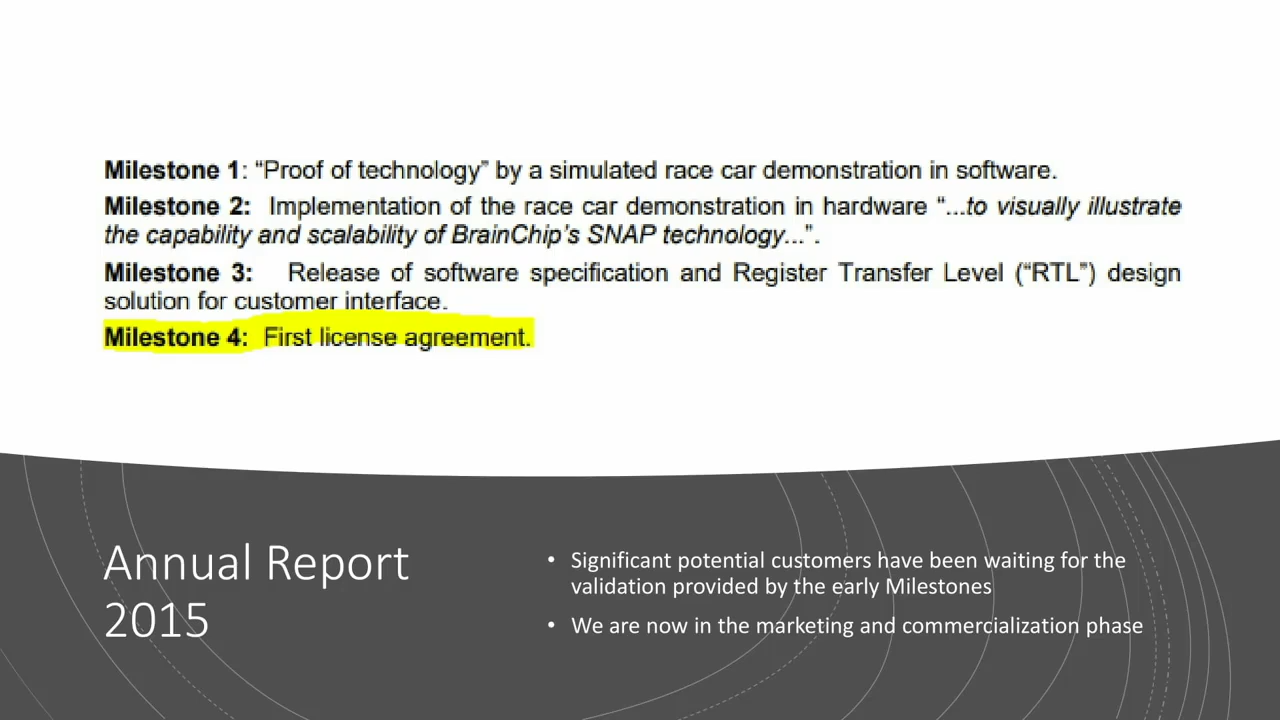 Milestone 1: “Proof of technology” by a simulated race car demonstration in software.
Milestone 2: Implementation of the race car demonstration in hardware “...to visually illustrate
the capability and scalability of BrainChip’s SNAP technology...”.
Milestone 3: Release of software specification and Register Transfer Level (“RTL”) design
solution for customer interface.
Milestone 4: First license agreement.
Annual Report
2015
• Significant potential customers have been waiting for the
validation provided by the early Milestones
• We are now in the marketing and commercialization phase